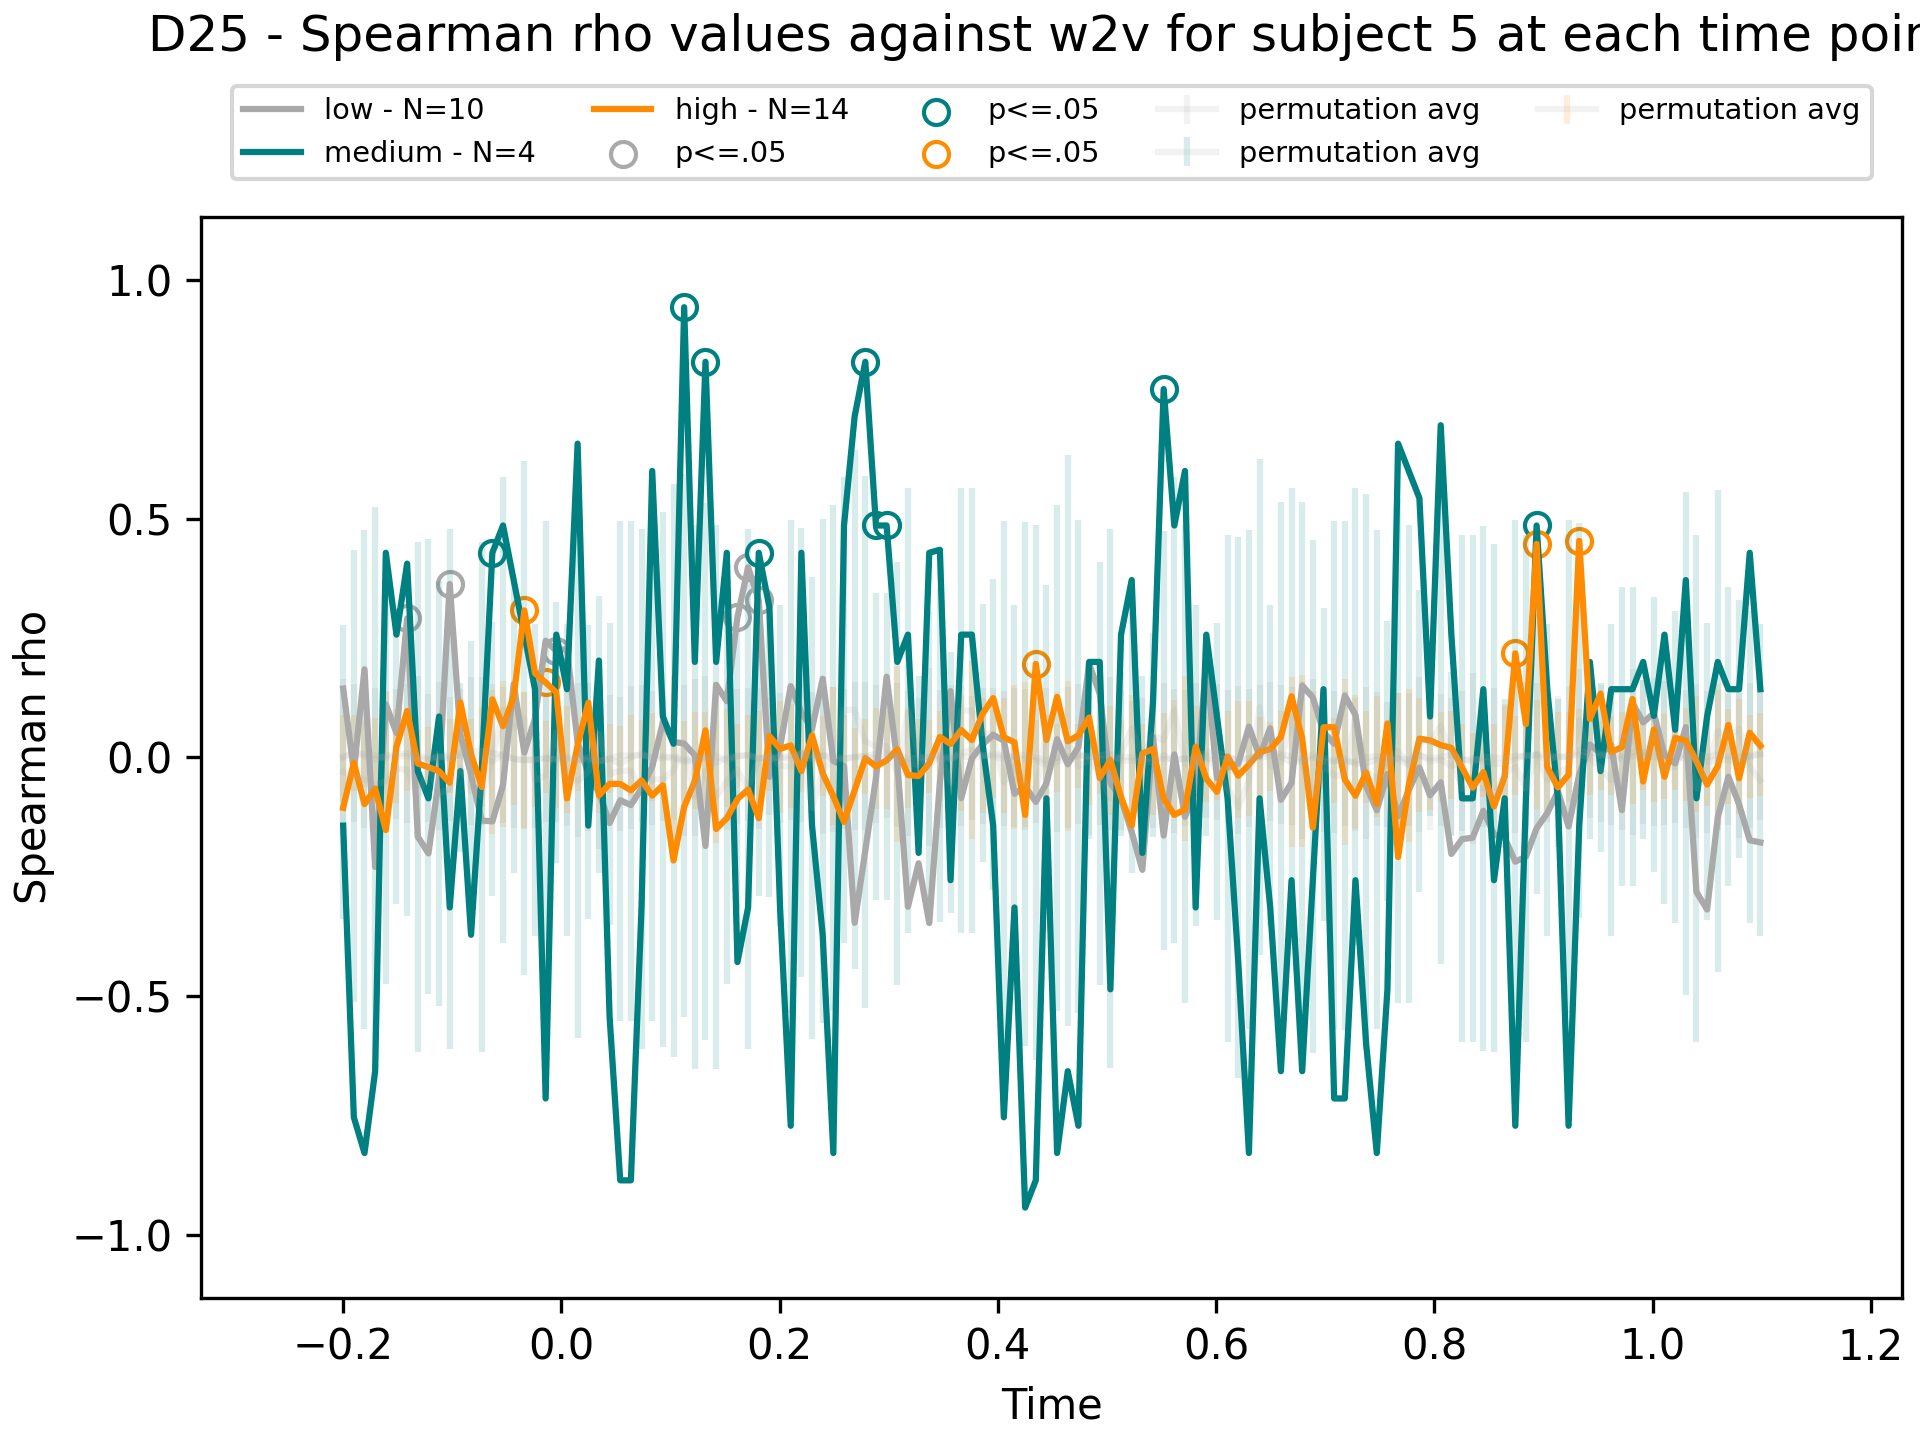 D25 - Spearman rho values against w2v for subject 5 at each time poin
low - N=10
medium - N=4
high - N=14
p<=.05
p<=.05
p<=.05
permutation avg
permutation avg
permutation avg
1.0
0.5
0.0
−0.5
−1.0
Spearman rho
−0.2 0.0 0.2 0.4 0.6 0.8 1.0 1.2
Time